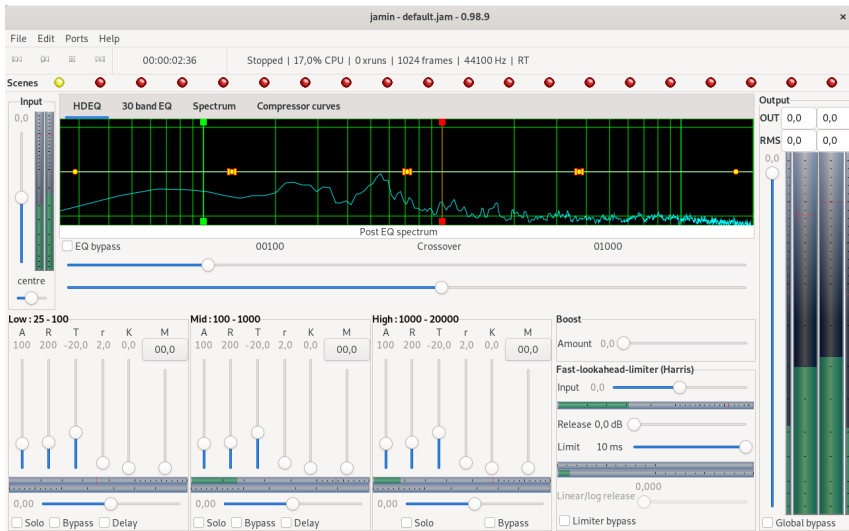 jamin - default.jam - 0.98.9
×
File Edit Ports Help
00:00:02:36
Stopped | 17,0% CPU | 0 xruns | 1024 frames | 44100 Hz | RT
Scenes
Input
0,0
centre
HDEQ 30 band EQ Spectrum Compressor curves
Post EQ spectrum
EQ bypass 00100 Crossover 01000
Output
OUT 0,0 0,0
RMS 0,0 0,0
0,0
Low : 25 - 100
A R T r K M
100 200 -20,0 2,0 0,0 00,0
0,00
Solo Bypass Delay
Mid : 100 - 1000
A R T r K M
100 200 -20,0 2,0 0,0 00,0
0,00
Solo Bypass Delay
High : 1000 - 20000
A R T r K M
100 200 -20,0 2,0 0,0 00,0
0,00
Solo Bypass
Boost
Amount 0,0
Fast-lookahead-limiter (Harris)
Input 0,0
Release 0,0 dB
Limit 10 ms
0,000
Linear/log release
Limiter bypass
Global bypass